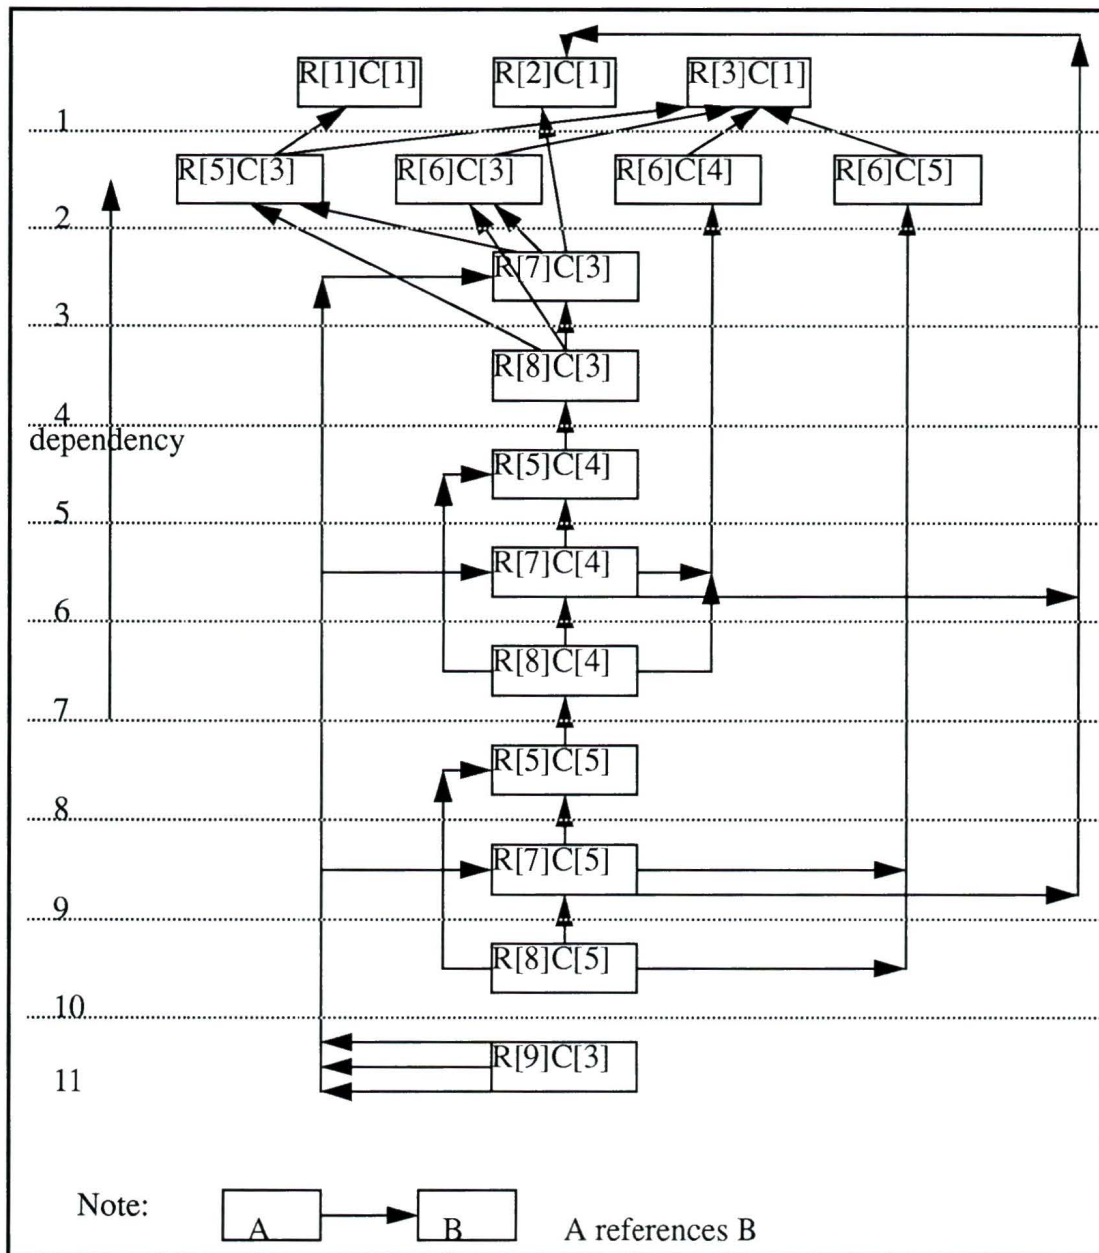 R[1]C[1] R[2]C[1] R[3]C[1]
1
R[5]C[3] R[6]C[3] R[6]C[4] R[6]C[5]
2
R[7]C[3]
3
R[8]C[3]
4
dependency
R[5]C[4]
5
R[7]C[4]
6
R[8]C[4]
7
R[5]C[5]
8
R[7]C[5]
9
R[8]C[5]
10
R[9]C[3]
11
Note:
A B A references B